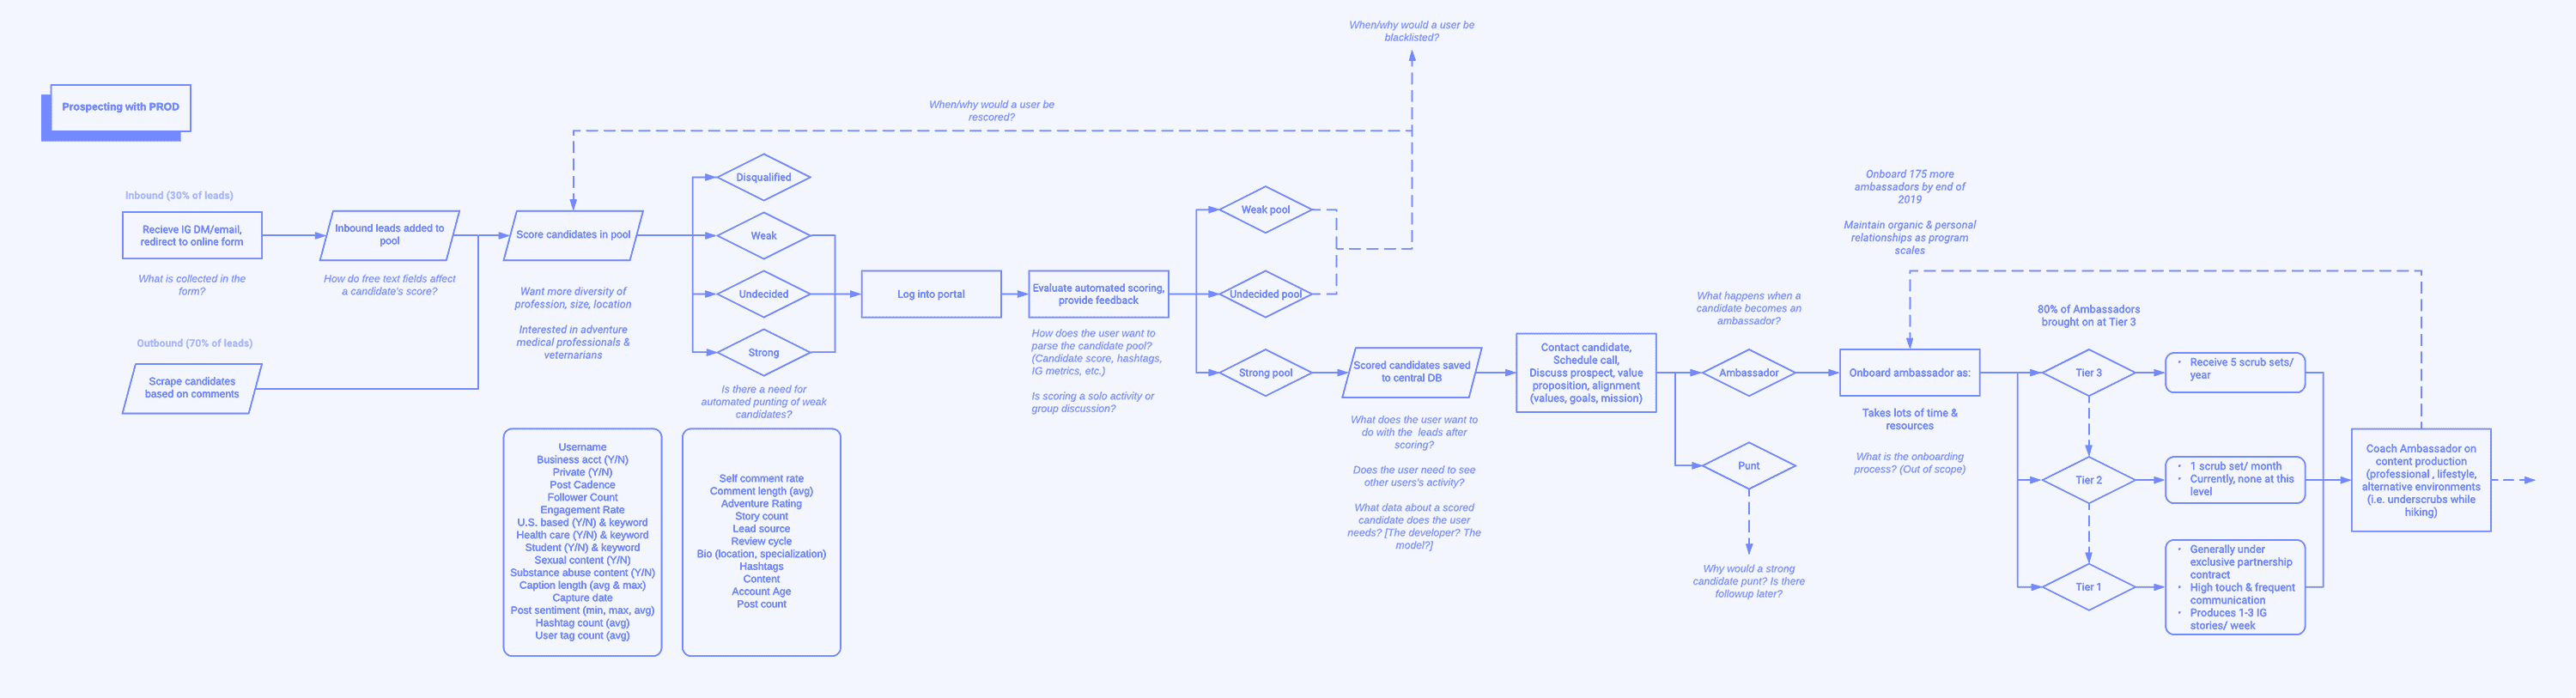 When/why would a user be
blacklisted?
Prospecting with PROD
When/why would a user be
rescored?
Inbound (30% of leads)
Recieve IG DM/email,
redirect to online form
What is collected in the
form?
Inbound leads added to
pool
How do free text fields affect
a candidate's score?
Outbound (70% of leads)
Scrape candidates
based on comments
Score candidates in pool
Want more diversity of
profession, size, location
Interested in adventure
medical professionals &
veternarians
Disqualified
Weak
Undecided
Strong
Is there a need for
automated punting of weak
candidates?
Username
Business acct (Y/N)
Private (Y/N)
Post Cadence
Follower Count
Engagement Rate
U.S. based (Y/N) & keyword
Health care (Y/N) & keyword
Student (Y/N) & keyword
Sexual content (Y/N)
Substance abuse content (Y/N)
Caption length (avg & max)
Capture date
Post sentiment (min, max, avg)
Hashtag count (avg)
User tag count (avg)
Self comment rate
Comment length (avg)
Adventure Rating
Story count
Lead source
Review cycle
Bio (location, specialization)
Hashtags
Content
Account Age
Post count
Log into portal
Evaluate automated scoring,
provide feedback
How does the user want to
parse the candidate pool?
(Candidate score, hashtags,
IG metrics, etc.)
Is scoring a solo activity or
group discussion?
Weak pool
Undecided pool
Strong pool
Scored candidates saved
to central DB
What does the user want to
do with the leads after
scoring?
Does the user need to see
other users's activity?
What data about a scored
candidate does the user
needs? [The developer? The
model?]
Contact candidate,
Schedule call,
Discuss prospect, value
proposition, alignment
(values, goals, mission)
What happens when a
candidate becomes an
ambassador?
Ambassador
Punt
Why would a strong
candidate punt? Is there
followup later?
Onboard 175 more
ambassadors by end of
2019
Maintain organic & personal
relationships as program
scales
Onboard ambassador as:
Takes lots of time &
resources
What is the onboarding
process? (Out of scope)
80% of Ambassadors
brought on at Tier 3
Tier 3
Tier 2
Tier 1
• Receive 5 scrub sets/
year
• 1 scrub set/ month
• Currently, none at this
level
• Generally under
exclusive partnership
contract
• High touch & frequent
communication
• Produces 1-3 IG
stories/ week
Coach Ambassador on
content production
(professional , lifestyle,
alternative environments
(i.e. underscrubs while
hiking)